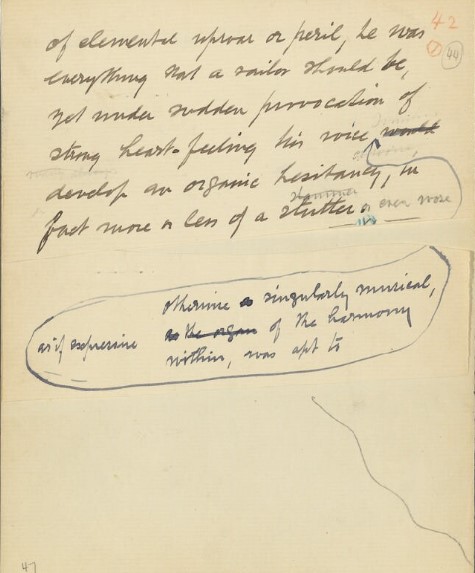 42
7 44
of elemental uproar or peril, he was
everything that a sailor should be,
yet under sudden provocation of
strong heart-feeling his voice would
develop an organic hesitancy, in
stammer
fact more or less of a stutter or even worse
otherwise singularly musical,
as if expressive as the organ of the harmony
within, was apt to
47